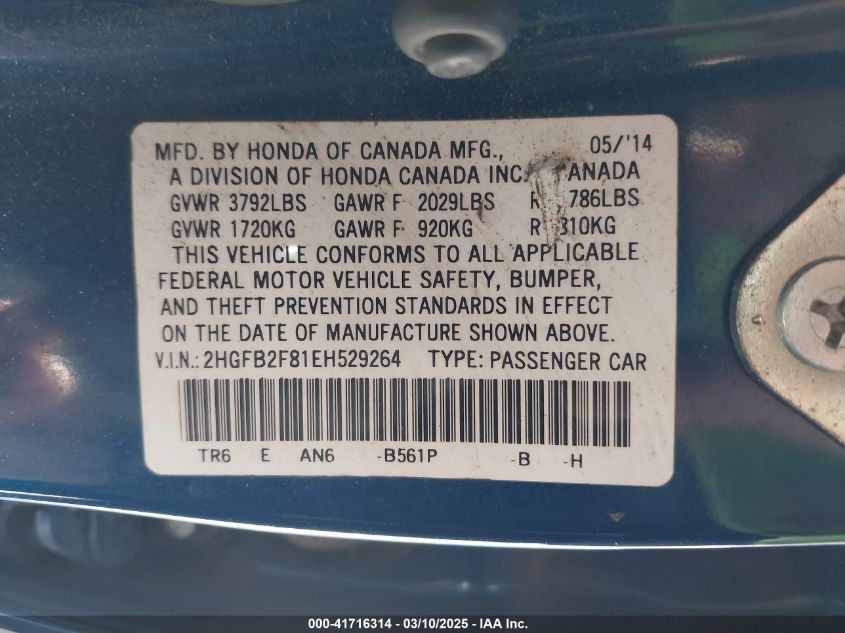 MFD. BY HONDA OF CANADA MFG., 05/'14
A DIVISION OF HONDA CANADA INC.
GVWR 3792LBS GAWR F 2029LBS R
GVWR 1720KG GAWR F 920KG R
THIS VEHICLE CONFORMS TO ALL APPLICABLE
FEDERAL MOTOR VEHICLE SAFETY, BUMPER,
AND THEFT PREVENTION STANDARDS IN EFFECT
ON THE DATE OF MANUFACTURE SHOWN ABOVE.
V.I.N.: 2HGFB2F81EH529264 TYPE: PASSENGER CAR
TR6 E AN6 -B561P -B -H
000-41716314 - 03/10/2025 - IAA Inc.